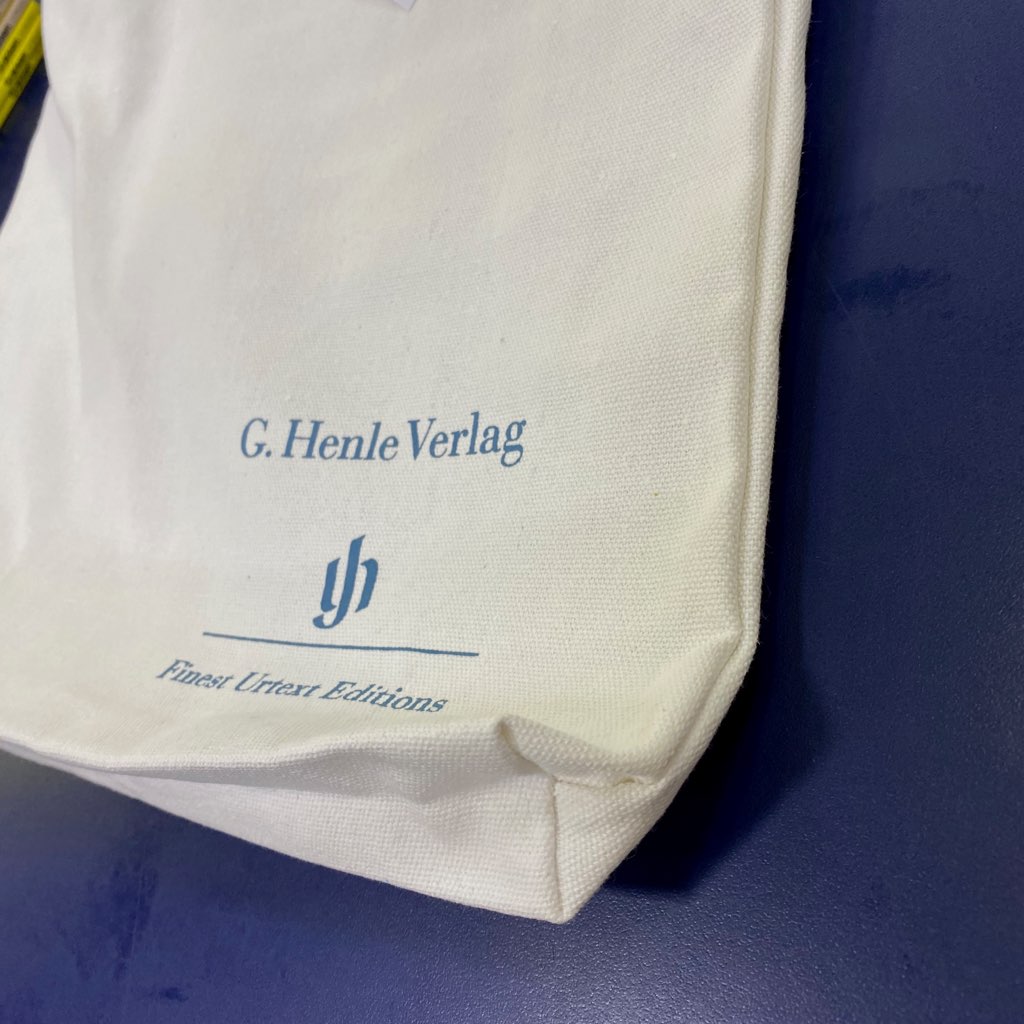 G. Henle Verlag
Finest Urtext Editions